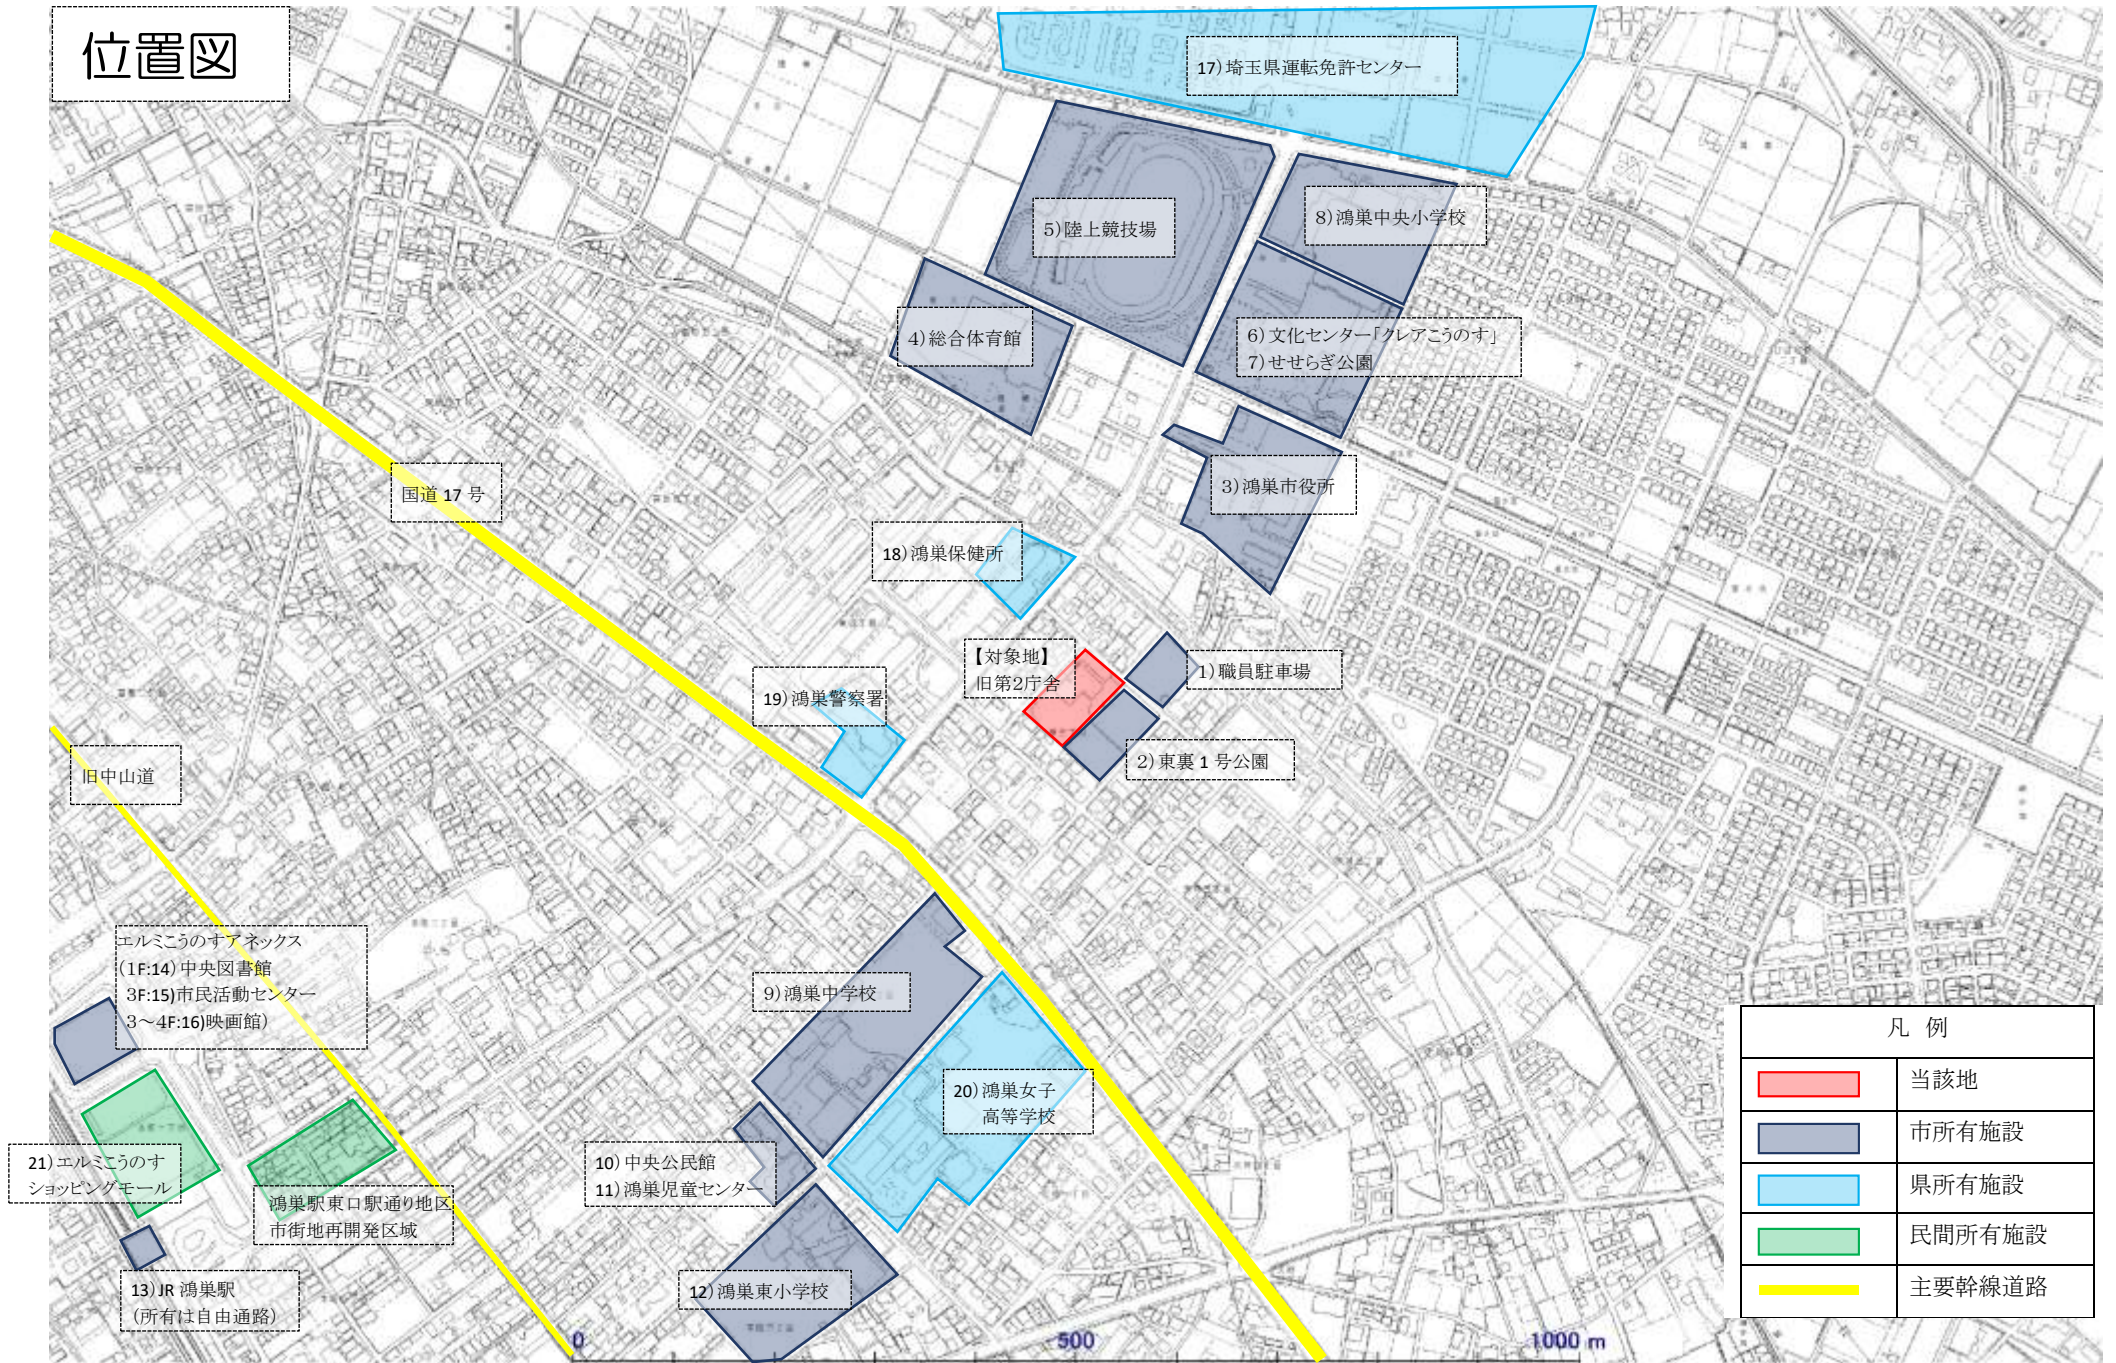 位置図
17)埼玉県運転免許センター
5)陸上競技場
8)鴻巣中央小学校
4)総合体育館
6)文化センター「クレアこうのす」
7)せせらぎ公園
国道 17 号
3)鴻巣市役所
18)鴻巣保健所
【対象地】
旧第2庁舎
1)職員駐車場
19)鴻巣警察署
2)東裏 1 号公園
旧中山道
エルミこうのすアネックス
(1F:14)中央図書館
3F:15)市民活動センター
3～4F:16)映画館)
9)鴻巣中学校
20)鴻巣女子
高等学校
10)中央公民館
11)鴻巣児童センター
21)エルミこうのす
ショッピングモール
鴻巣駅東口駅通り地区
市街地再開発区域
13)JR 鴻巣駅
(所有は自由通路)
12)鴻巣東小学校
0 500 1000 m
凡 例
当該地
市所有施設
県所有施設
民間所有施設
主要幹線道路